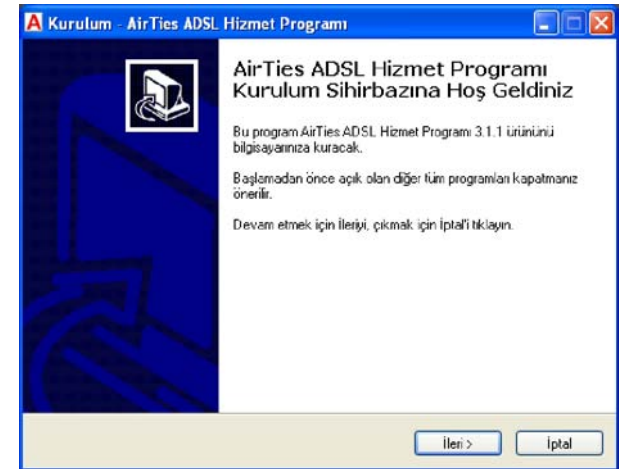 A Kurulum - AirTies ADSL Hizmet Programı
AirTies ADSL Hizmet Programı
Kurulum Sihirbazına Hoş Geldiniz
Bu program AirTies ADSL Hizmet Programı 3.1.1 ürününü
bilgisayarınıza kuracak.
Başlamadan önce açık olan diğer tüm programları kapatmanız
önerilir.
Devam etmek için İleriyi, çıkmak için İptal'i tıklayın.
İleri >
İptal